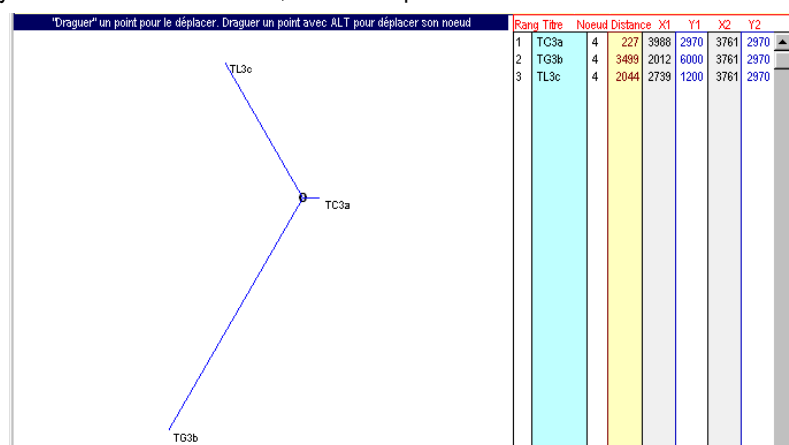 "Draguer" un point pour le déplacer. Draguer un point avec ALT pour déplacer son noeud
Rang Titre Noeud Distance X1 Y1 X2 Y2
1 TC3a 4 227 3988 2970 3761 2970
2 TG3b 4 3499 2012 6000 3761 2970
3 TL3c 4 2044 2739 1200 3761 2970
TL3c
TC3a
TG3b